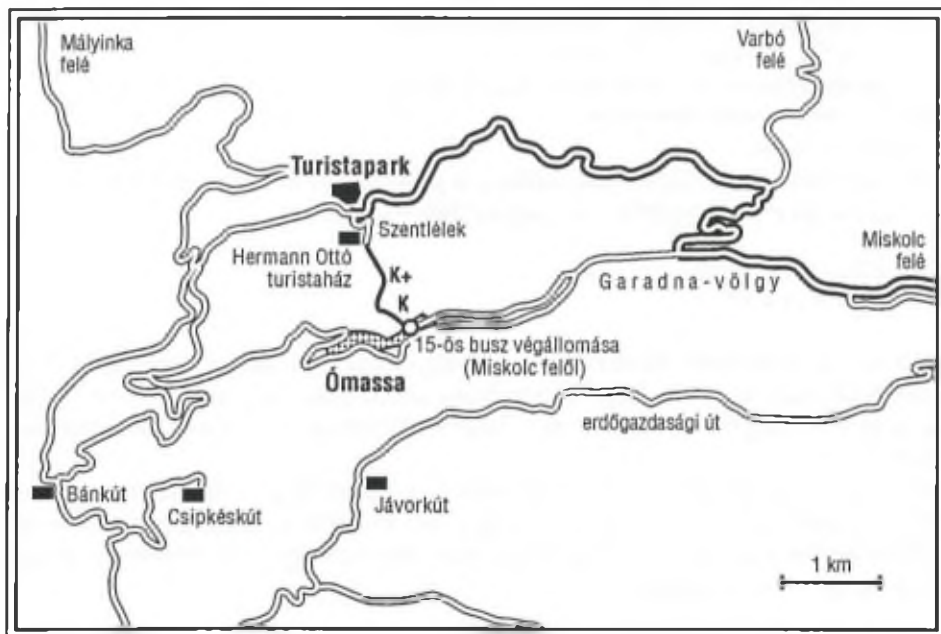 Mályinka
felé
Varbó
felé
Turistapark
Szentlélek
Hermann Ottó
turistaház
K+
K
Miskolc
felé
Garadna-völgy
15-ös busz végállomása
(Miskolc felől)
Ómassa
erdőgazdasági út
Bánkút
Csipkéskút
Jávorkút
1 km